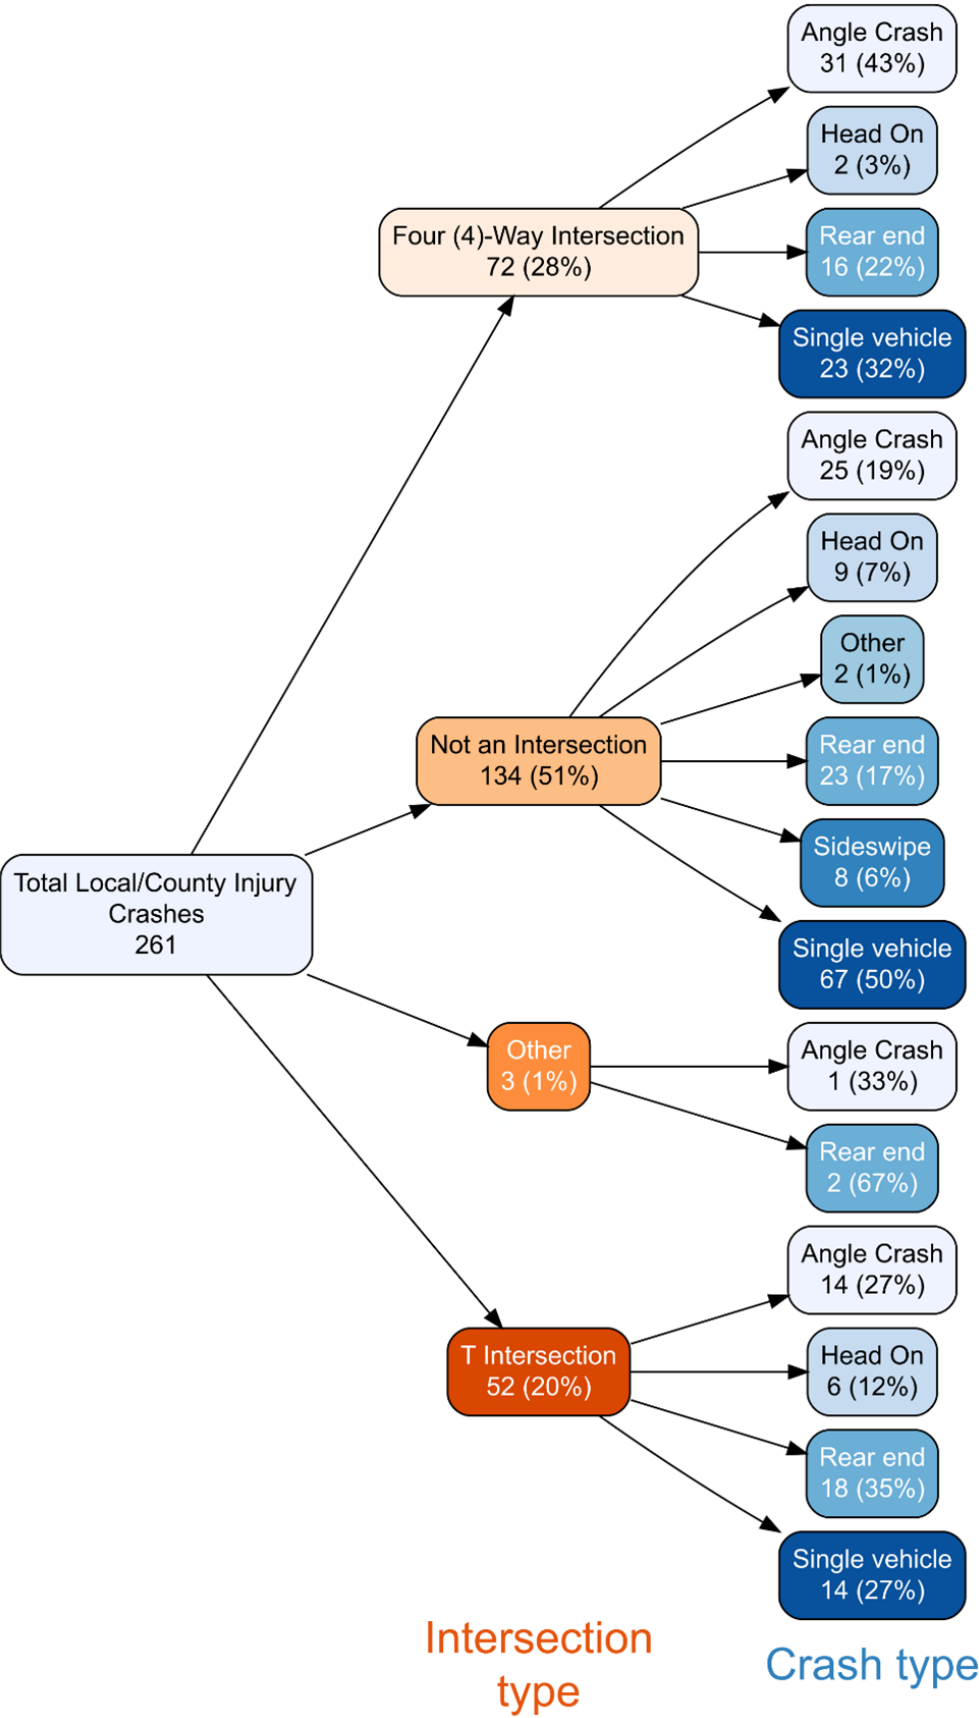 Angle Crash
31 (43%)
Head On
2 (3%)
Four (4)-Way Intersection
72 (28%)
Rear end
16 (22%)
Single vehicle
23 (32%)
Angle Crash
25 (19%)
Head On
9 (7%)
Other
2 (1%)
Not an Intersection
134 (51%)
Rear end
23 (17%)
Sideswipe
8 (6%)
Total Local/County Injury
Crashes
261
Single vehicle
67 (50%)
Other
3 (1%)
Angle Crash
1 (33%)
Rear end
2 (67%)
Angle Crash
14 (27%)
T Intersection
52 (20%)
Head On
6 (12%)
Rear end
18 (35%)
Single vehicle
14 (27%)
Intersection
type
Crash type